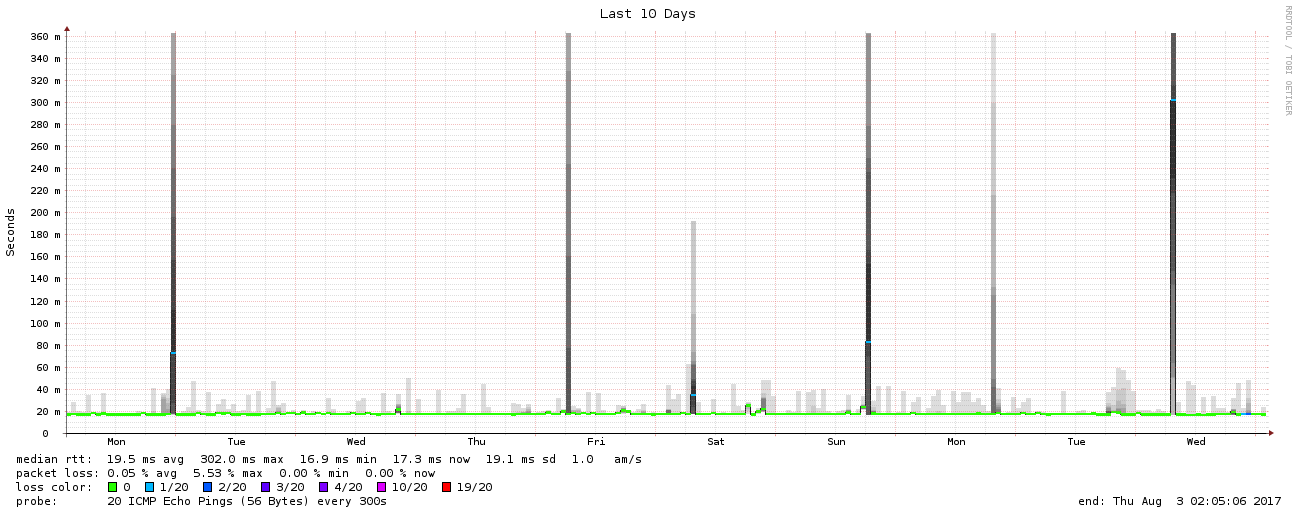 Last 10 Days
RRDTOOL / TOBI OETIKER
Seconds
360 m
340 m
320 m
300 m
280 m
260 m
240 m
220 m
200 m
180 m
160 m
140 m
120 m
100 m
80 m
60 m
40 m
20 m
0
Mon Tue Wed Thu Fri Sat Sun Mon Tue Wed
median rtt: 19.5 ms avg 302.0 ms max 16.9 ms min 17.3 ms now 19.1 ms sd 1.0 am/s
packet loss: 0.05 % avg 5.53 % max 0.00 % min 0.00 % now
loss color: 0 1/20 2/20 3/20 4/20 10/20 19/20
probe: 20 ICMP Echo Pings (56 Bytes) every 300s end: Thu Aug 3 02:05:06 2017